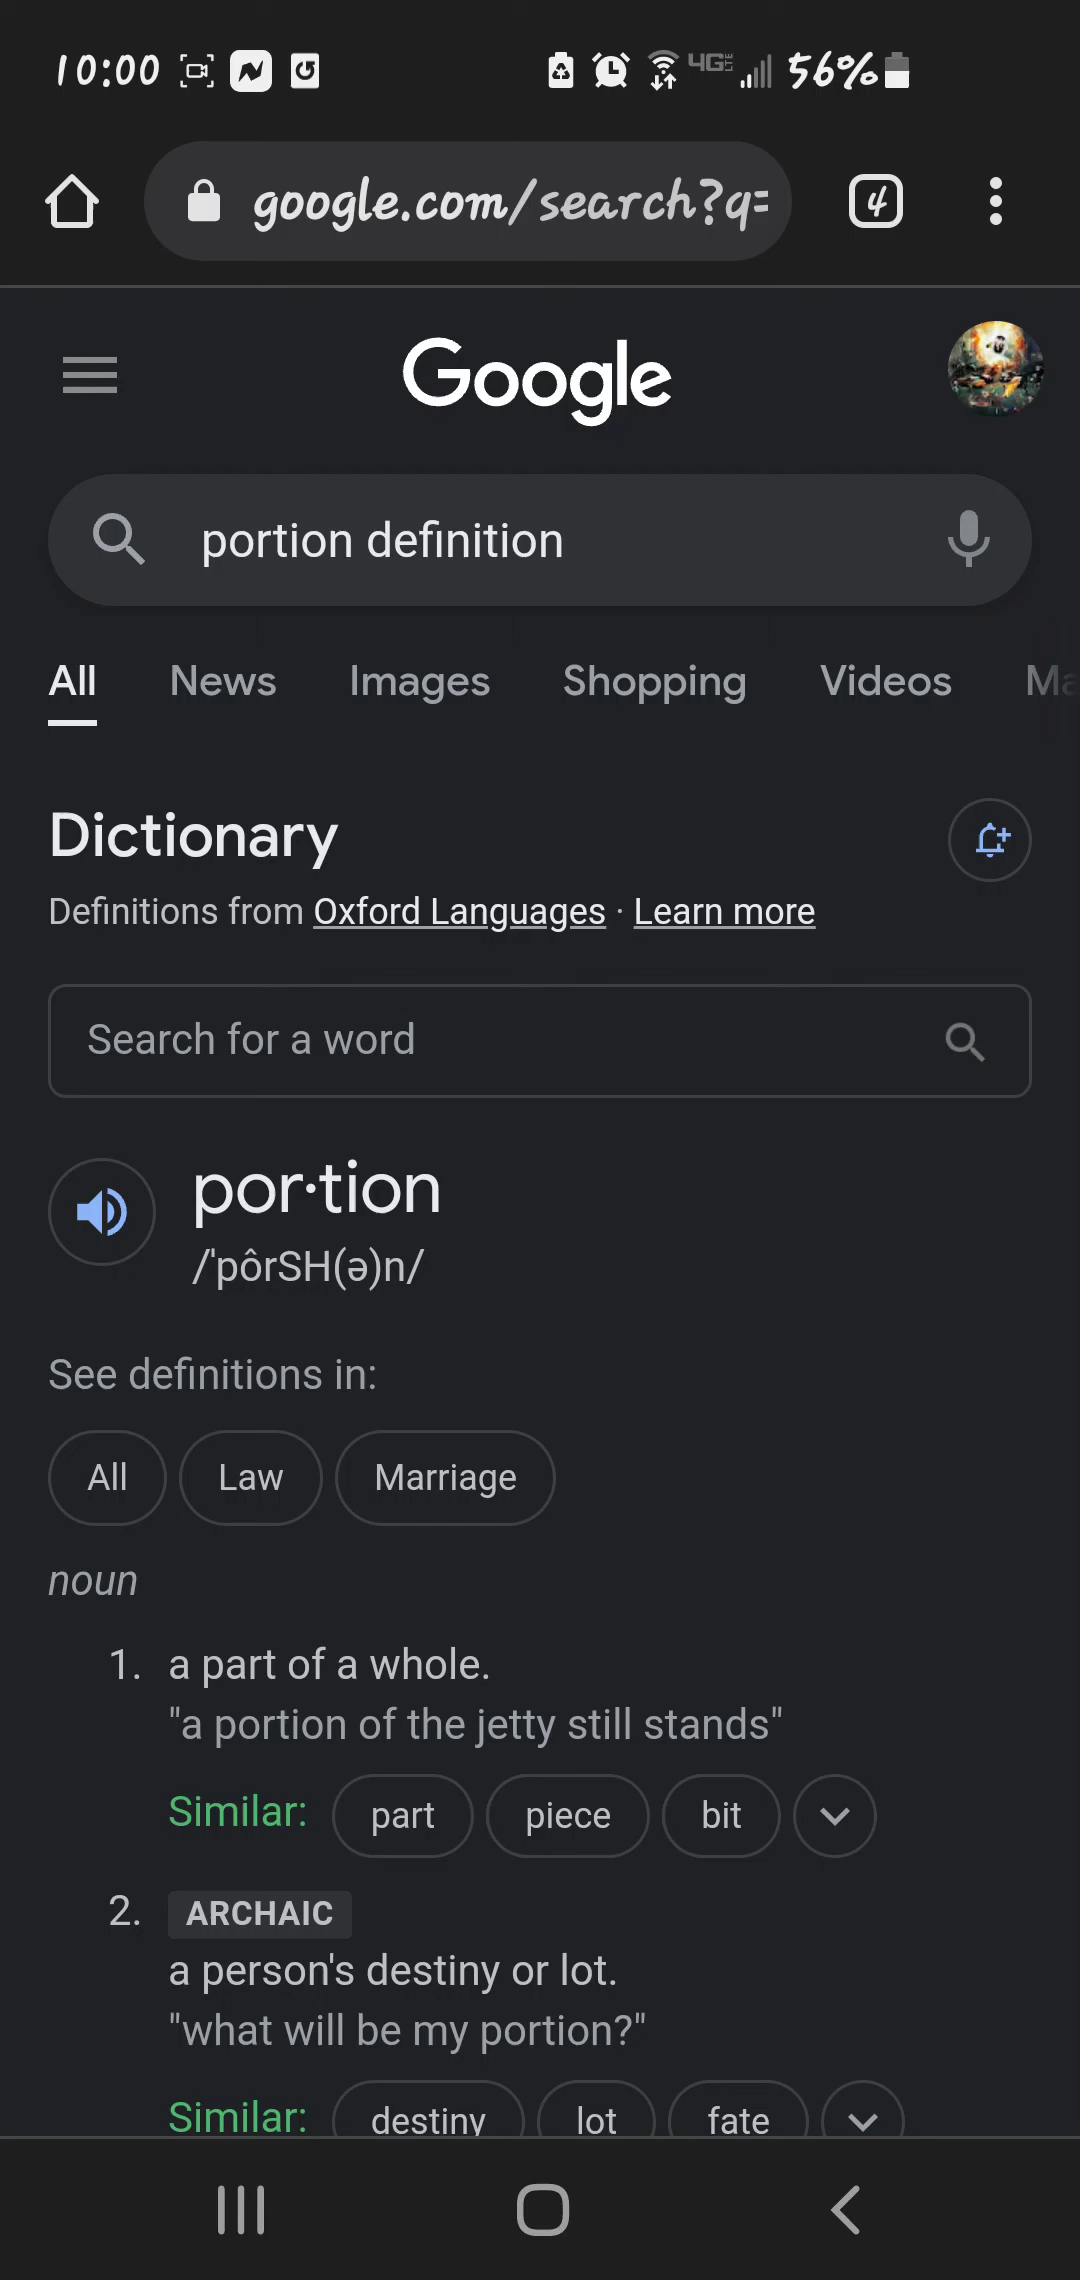 10:00 4G LTE 56%
google.com/search?q=
4
Google
portion definition
All News Images Shopping Videos Ma
Dictionary
Definitions from Oxford Languages · Learn more
Search for a word
por·tion
/ˈpôrSH(ə)n/
See definitions in:
All Law Marriage
noun
1. a part of a whole.
"a portion of the jetty still stands"
Similar: part piece bit
2. ARCHAIC
a person's destiny or lot.
"what will be my portion?"
Similar: destiny lot fate